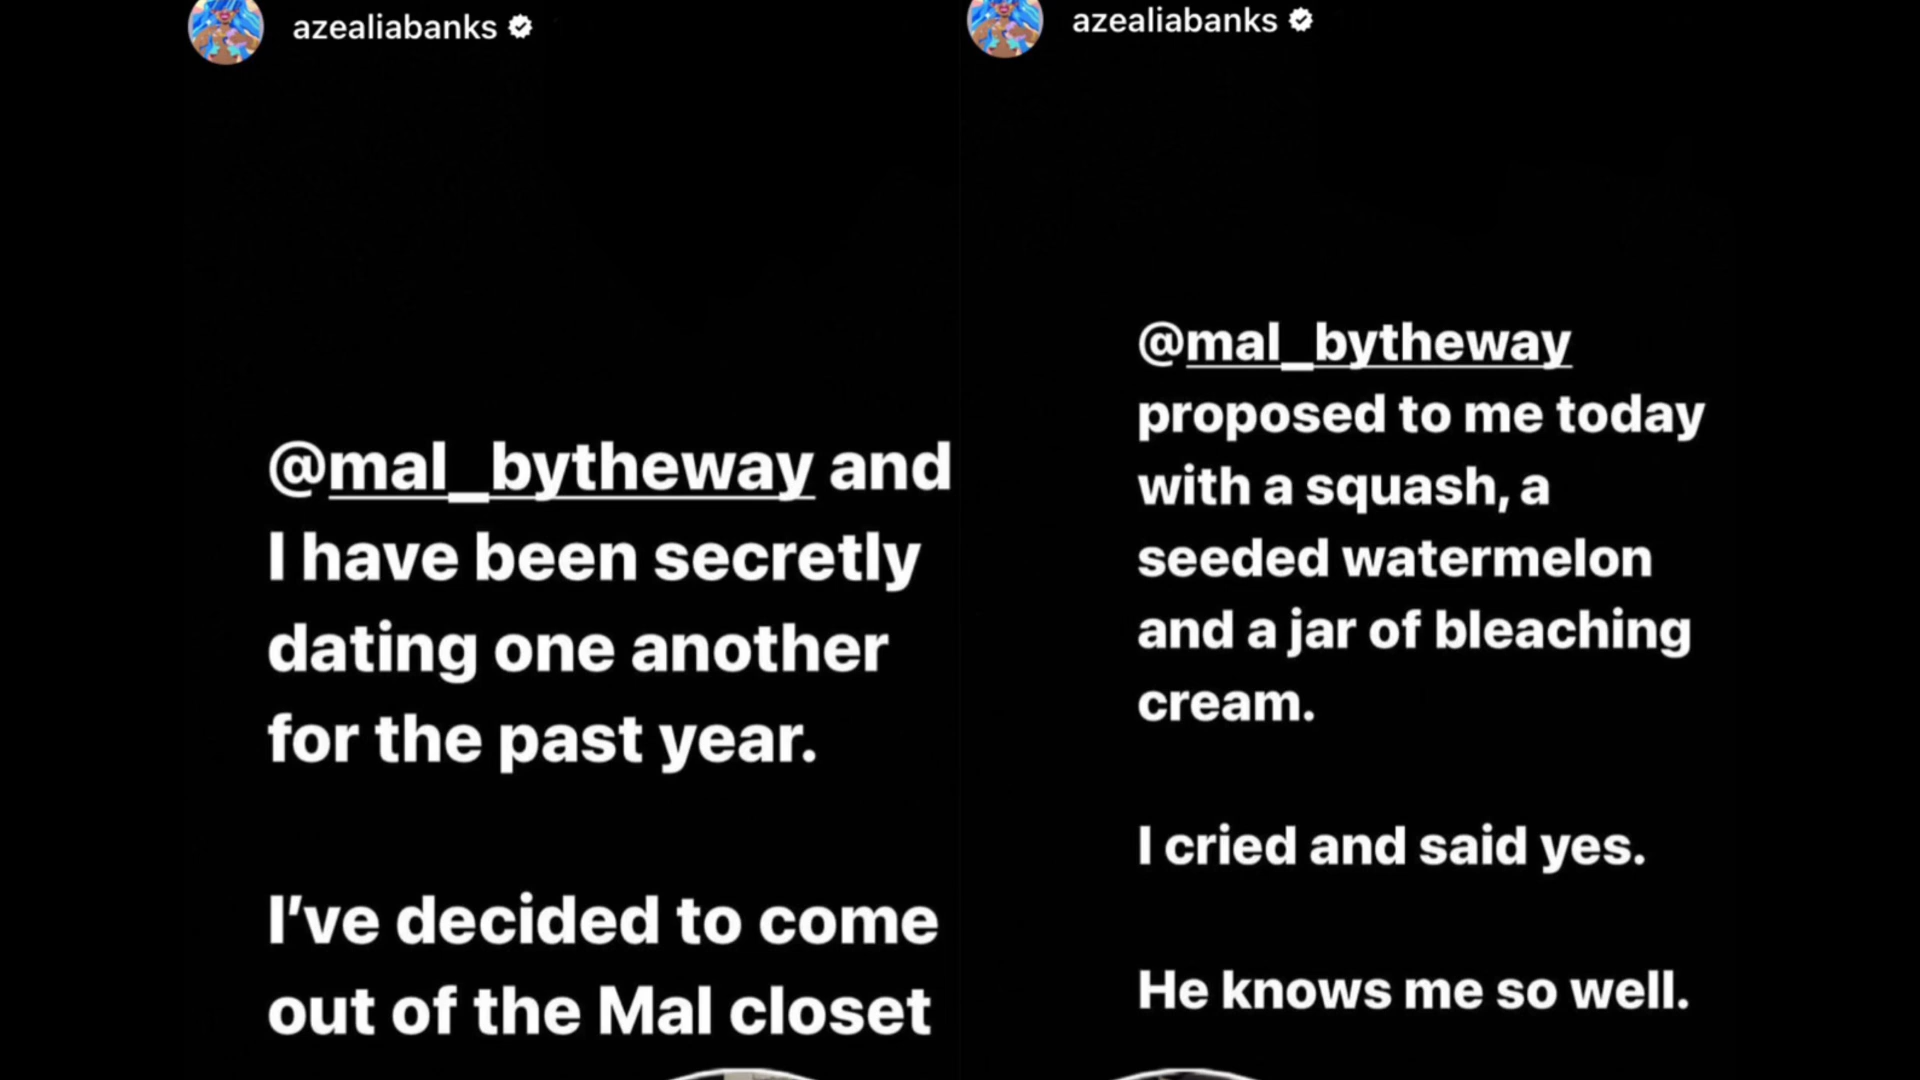 azealiabanks
@mal_bytheway and
I have been secretly
dating one another
for the past year.
I've decided to come
out of the Mal closet
azealiabanks
@mal_bytheway
proposed to me today
with a squash, a
seeded watermelon
and a jar of bleaching
cream.
I cried and said yes.
He knows me so well.